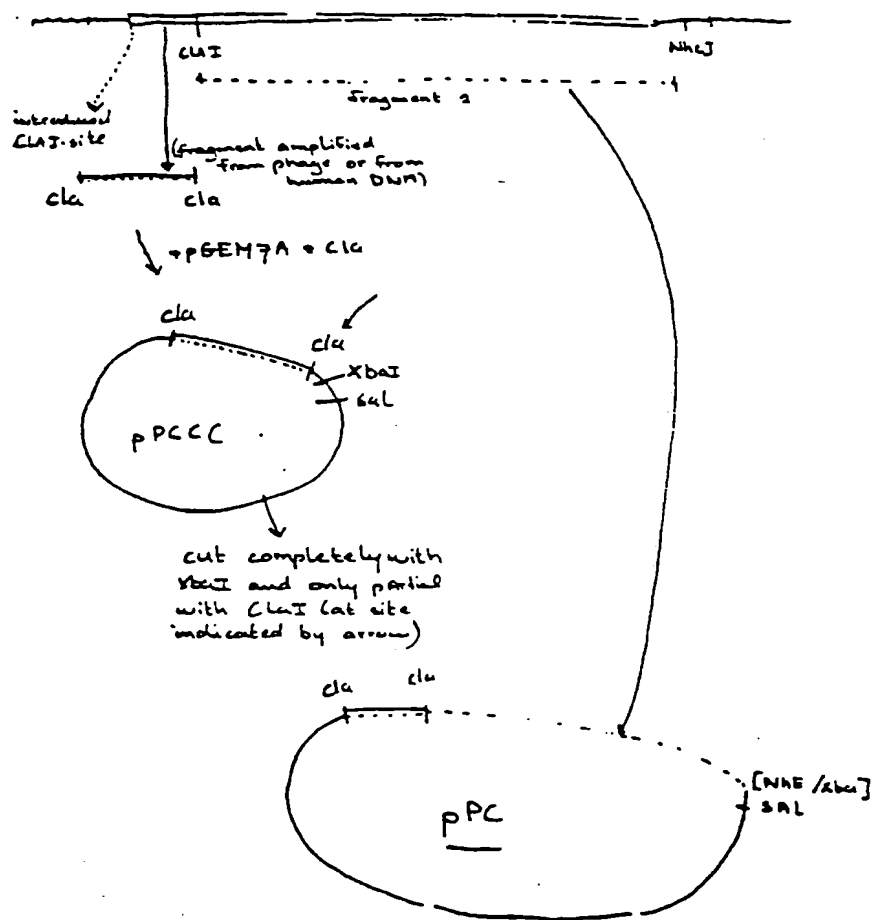 ClaI
NheI
fragment 2
introduced
ClaI-site
(fragment amplified
from phage or from
human DNA)
cla
cla
+pGEM7A + Cla
cla
cla
XbaI
SaL
pPCCC
cut completely with
XbaI and only partial
with ClaI (at site
indicated by arrow)
cla
cla
[NhE/xba]
SAL
pPC